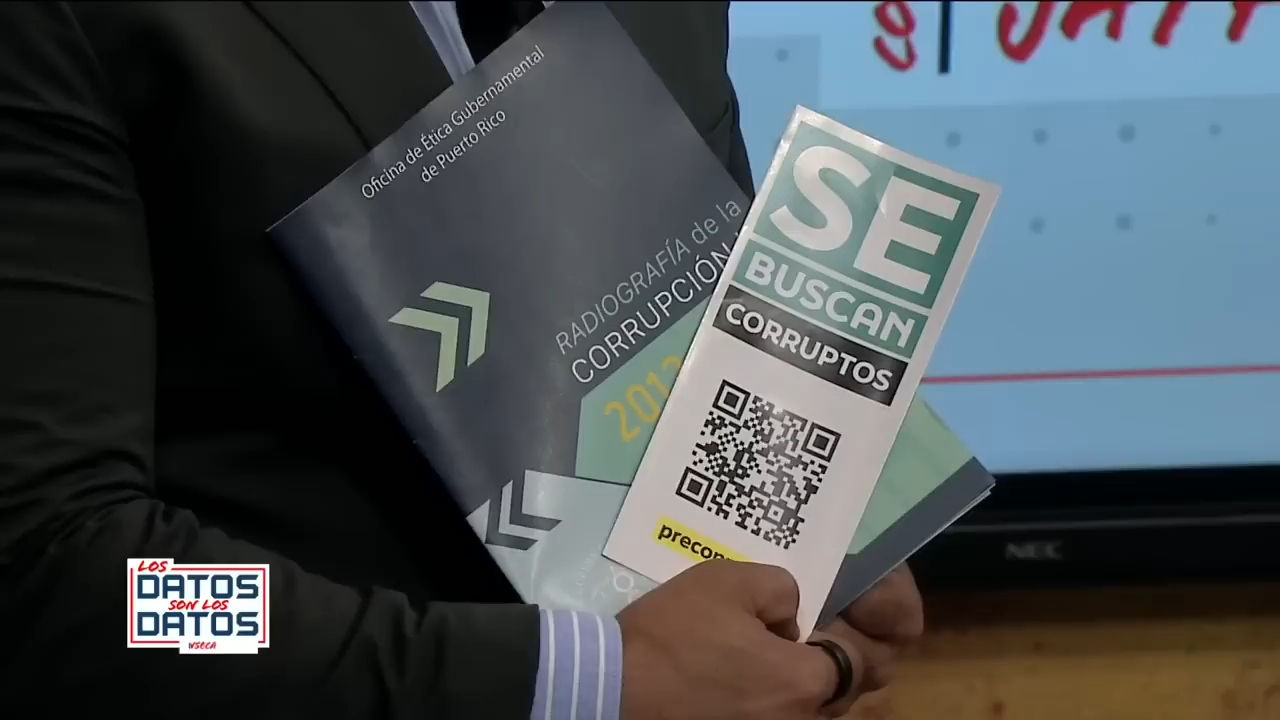 Oficina de Ética Gubernamental
de Puerto Rico
RADIOGRAFÍA de la
CORRUPCIÓN
SE
BUSCAN
CORRUPTOS
NEC
LOS
DATOS
SON LOS
DATOS
WSECA